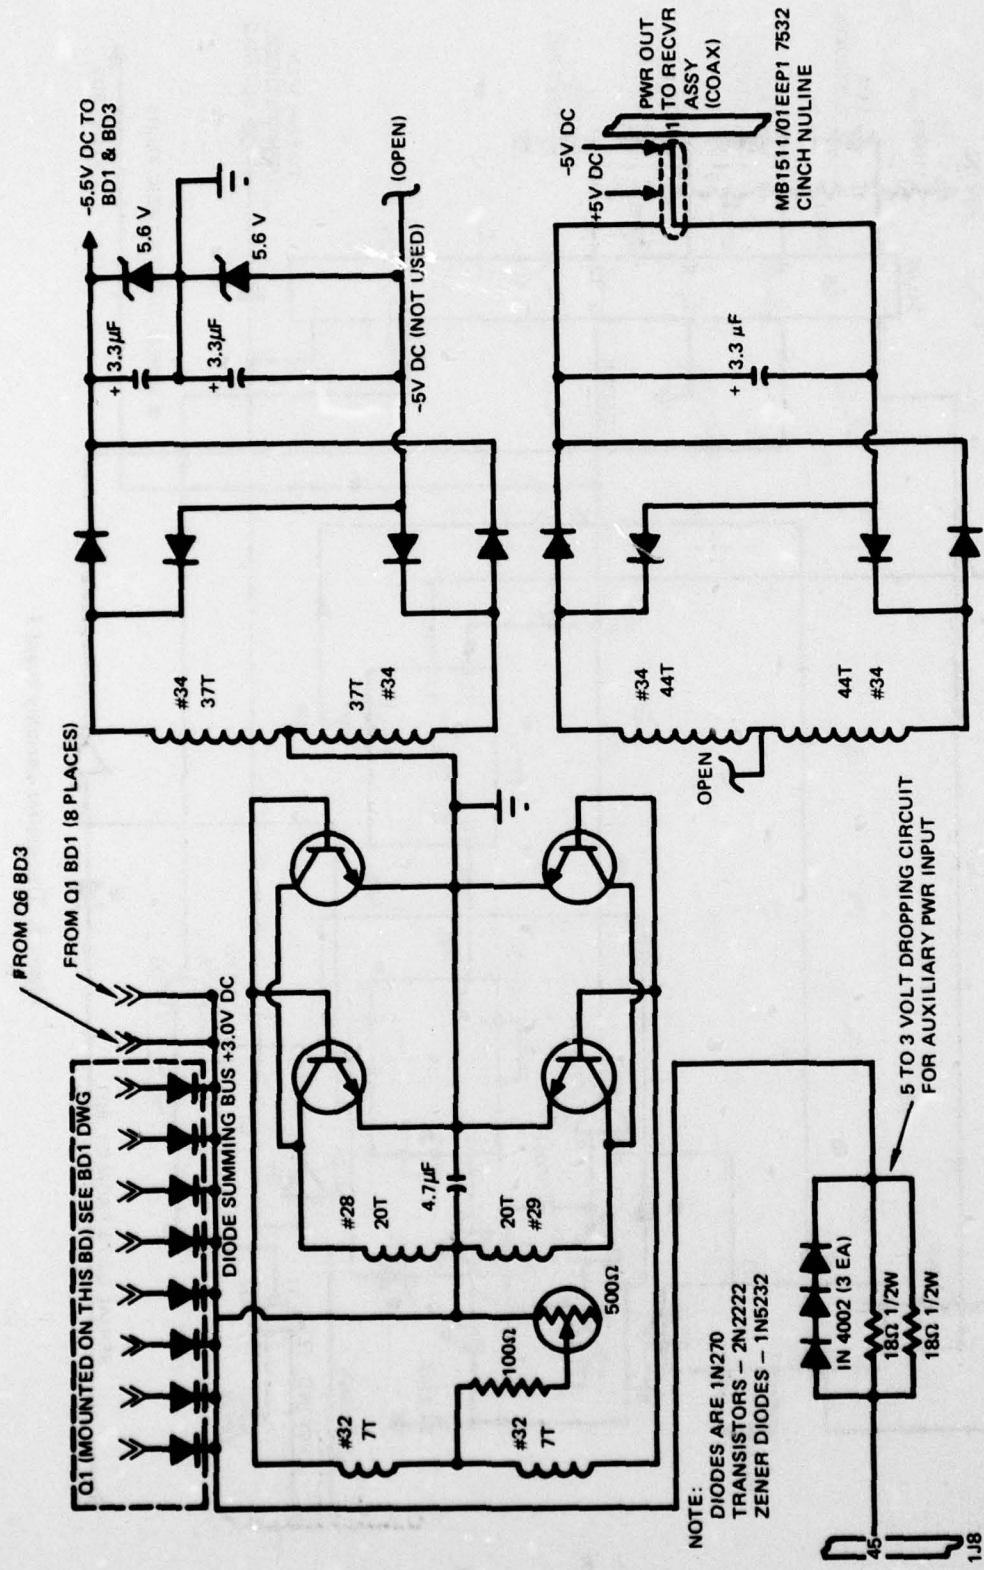 FROM Q6 BD3
FROM Q1 BD1 (8 PLACES)
Q1 (MOUNTED ON THIS BD) SEE BD1 DWG
DIODE SUMMING BUS +3.0V DC
#32
7T
#32
7T
100Ω
500Ω
#28
20T
20T
#29
4.7µF
#34
37T
37T
#34
-5.5V DC TO
BD1 & BD3
+ 3.3µF
+ 3.3µF
5.6 V
5.6 V
-5V DC (NOT USED)
(OPEN)
OPEN
#34
44T
44T
#34
+ 3.3 µF
+5V DC
-5V DC
1
PWR OUT
TO RECVR
ASSY
(COAX)
MB1511/01EEP1 7532
CINCH NULINE
NOTE:
DIODES ARE 1N270
TRANSISTORS – 2N2222
ZENER DIODES – 1N5232
45
1J8
IN 4002 (3 EA)
18Ω 1/2W
18Ω 1/2W
5 TO 3 VOLT DROPPING CIRCUIT
FOR AUXILIARY PWR INPUT